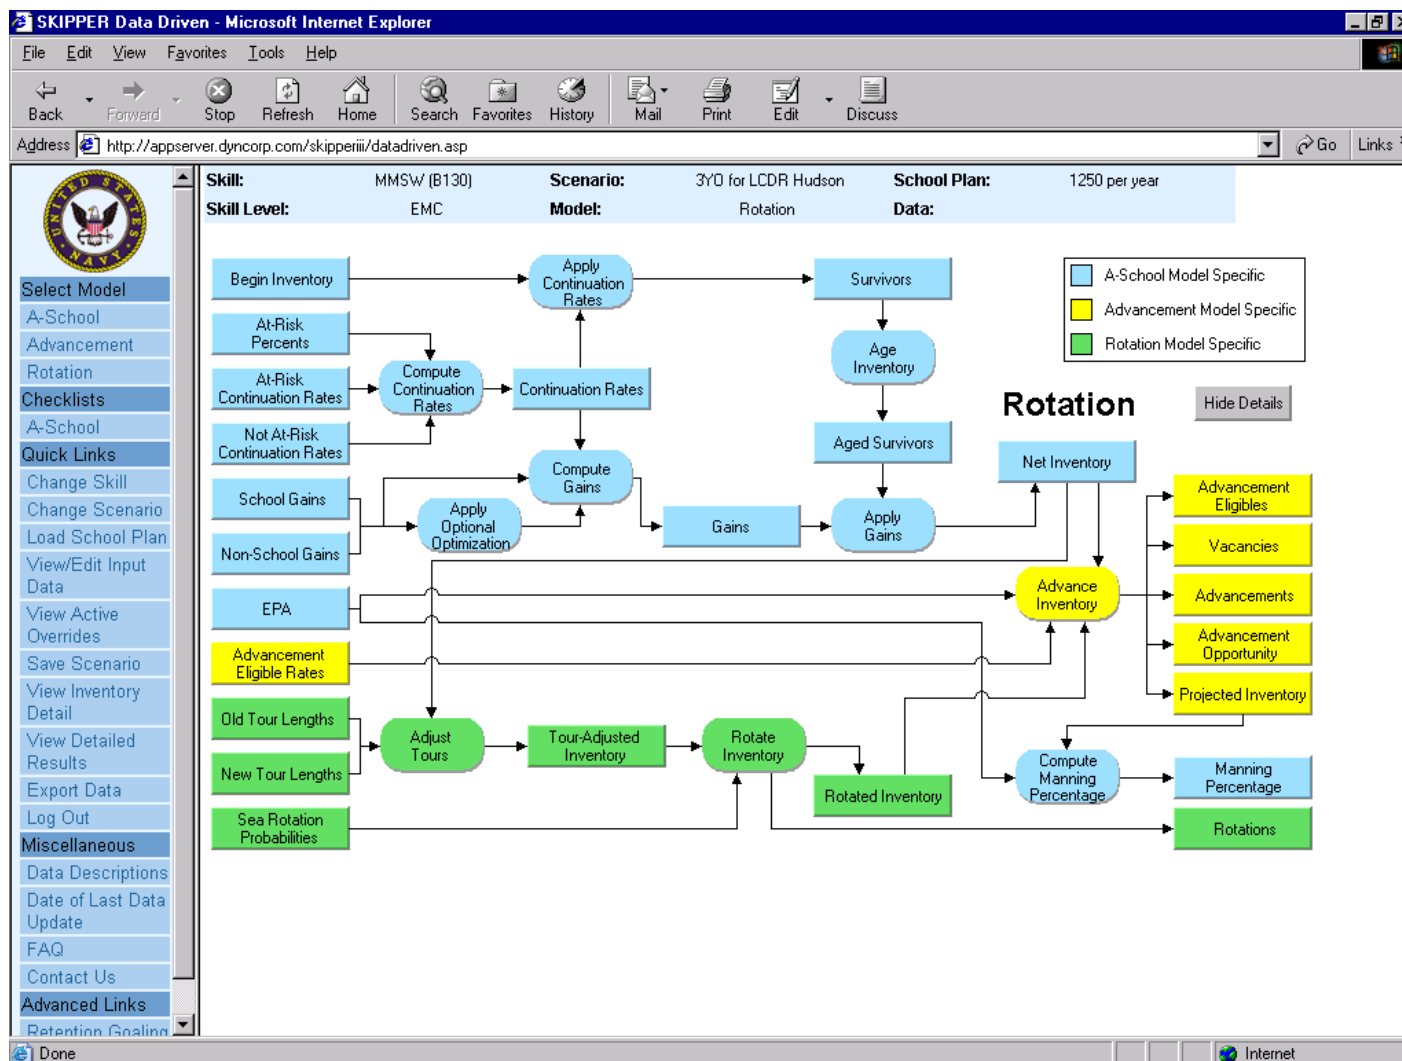 SKIPPER Data Driven - Microsoft Internet Explorer
File Edit View Favorites Tools Help
Back Forward Stop Refresh Home Search Favorites History Mail Print Edit Discuss
Address http://appserver.dyncorp.com/skipperiii/datadriven.asp Go Links
UNITED STATES NAVY
Select Model
A-School
Advancement
Rotation
Checklists
A-School
Quick Links
Change Skill
Change Scenario
Load School Plan
View/Edit Input
Data
View Active
Overrides
Save Scenario
View Inventory
Detail
View Detailed
Results
Export Data
Log Out
Miscellaneous
Data Descriptions
Date of Last Data
Update
FAQ
Contact Us
Advanced Links
Retention Goaling
Skill: MMSW (B130) Scenario: 3YO for LCDR Hudson School Plan: 1250 per year
Skill Level: EMC Model: Rotation Data:
Begin Inventory
Apply
Continuation
Rates
Survivors
A-School Model Specific
Advancement Model Specific
Rotation Model Specific
At-Risk
Percents
Age
Inventory
At-Risk
Continuation Rates
Compute
Continuation
Rates
Continuation Rates
Rotation
Hide Details
Not At-Risk
Continuation Rates
Aged Survivors
Net Inventory
Compute
Gains
School Gains
Apply
Optional
Optimization
Gains
Apply
Gains
Advancement
Eligibles
Non-School Gains
Vacancies
EPA
Advance
Inventory
Advancements
Advancement
Eligible Rates
Advancement
Opportunity
Projected Inventory
Old Tour Lengths
Adjust
Tours
Tour-Adjusted
Inventory
Rotate
Inventory
New Tour Lengths
Rotated Inventory
Compute
Manning
Percentage
Manning
Percentage
Sea Rotation
Probabilities
Rotations
Done Internet